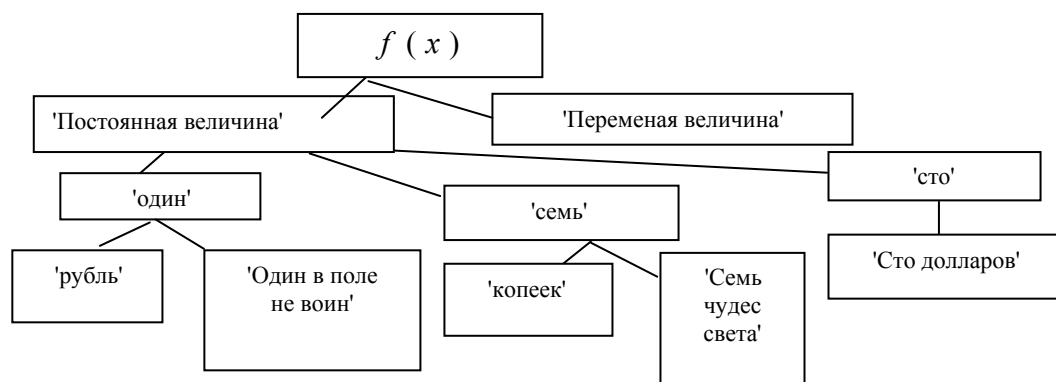 f ( x )
'Постоянная величина'
'Переменая величина'
'один'
'семь'
'сто'
'рубль'
'Один в поле
не воин'
'копеек'
'Семь
чудес
света'
'Сто долларов'